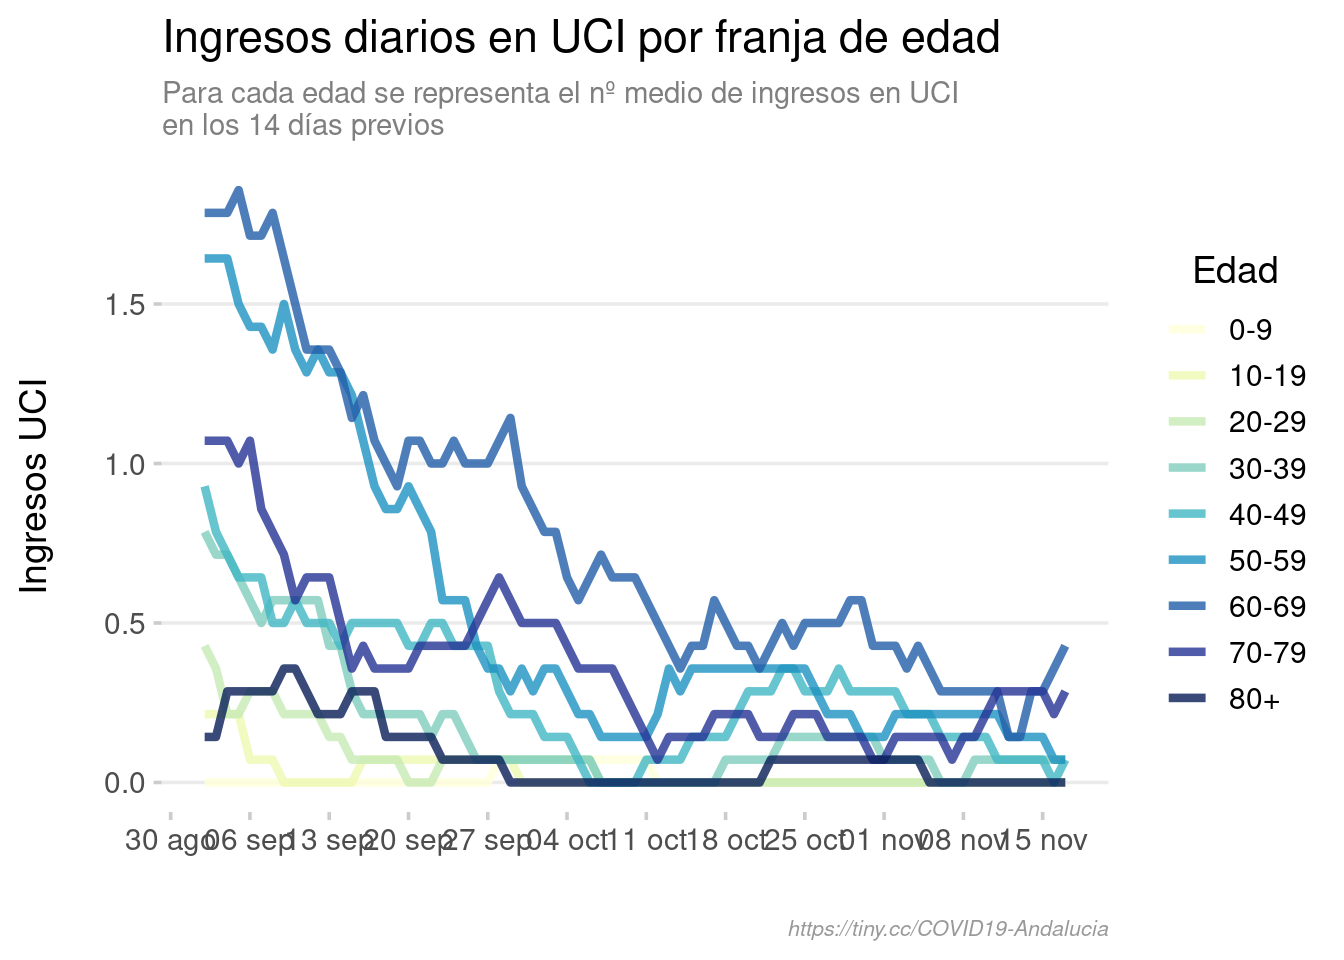 Ingresos diarios en UCI por franja de edad
Para cada edad se representa el nº medio de ingresos en UCI
en los 14 días previos
Ingresos UCI
1.5
1.0
0.5
0.0
30 ago
06 sep
13 sep
20 sep
27 sep
04 oct
11 oct
18 oct
25 oct
01 nov
08 nov
15 nov
Edad
0-9
10-19
20-29
30-39
40-49
50-59
60-69
70-79
80+
https://tiny.cc/COVID19-Andalucia